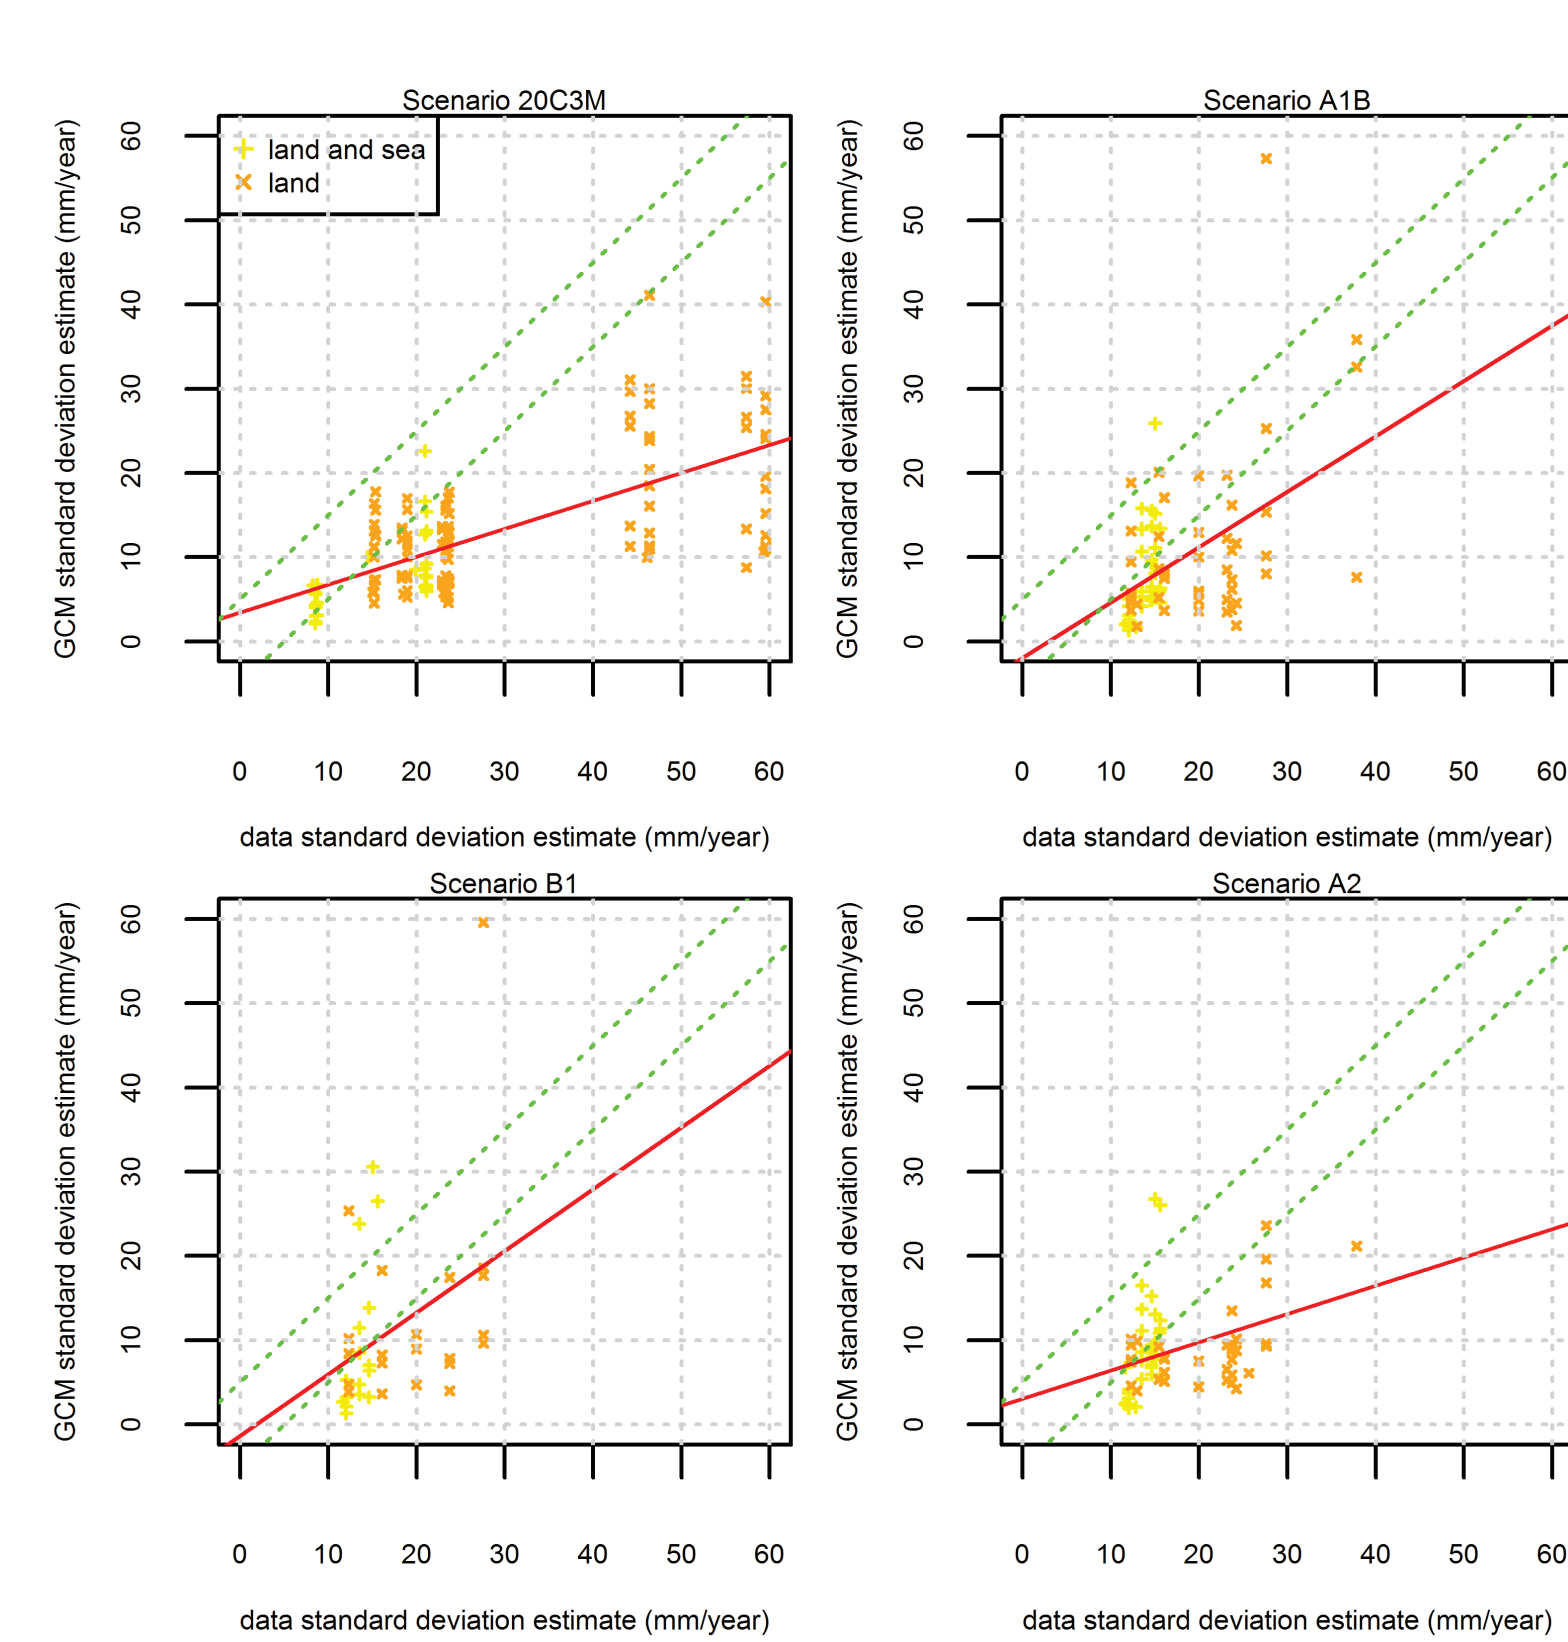 Scenario 20C3M
GCM standard deviation estimate (mm/year)
60
50
40
30
20
10
0
land and sea
land
0 10 20 30 40 50 60
data standard deviation estimate (mm/year)
Scenario A1B
GCM standard deviation estimate (mm/year)
60
50
40
30
20
10
0
0 10 20 30 40 50 60
data standard deviation estimate (mm/year)
Scenario B1
GCM standard deviation estimate (mm/year)
60
50
40
30
20
10
0
0 10 20 30 40 50 60
data standard deviation estimate (mm/year)
Scenario A2
GCM standard deviation estimate (mm/year)
60
50
40
30
20
10
0
0 10 20 30 40 50 60
data standard deviation estimate (mm/year)